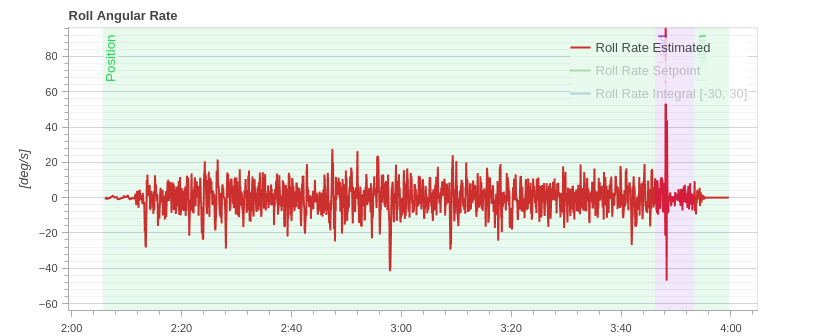 Roll Angular Rate
Position
Roll Rate Estimated
Roll Rate Setpoint
Roll Rate Integral [-30, 30]
[deg/s]
80
60
40
20
0
−20
−40
−60
2:00
2:20
2:40
3:00
3:20
3:40
4:00